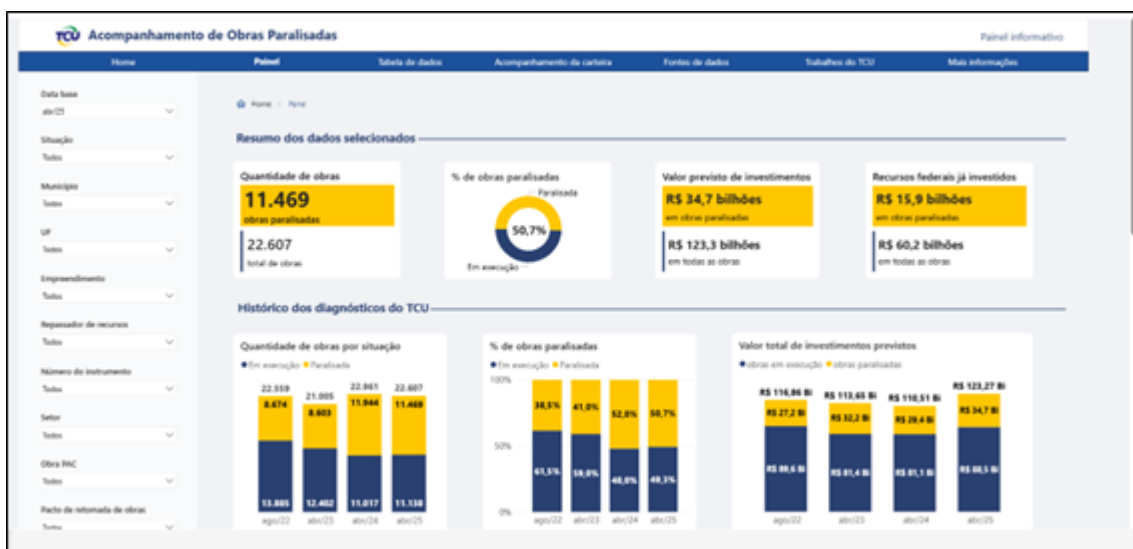 TCU Acompanhamento de Obras Paralisadas
Painel informativo
Home Painel Tabela de dados Acompanhamento da carteira Fontes de dados Trabalhos do TCU Mais informações
Data base
abr/25
Home Painel
Situação
Todos
Município
Todos
UF
Todos
Empreendimento
Todos
Repassador de recursos
Todos
Número do instrumento
Todos
Setor
Todos
Obra PAC
Todos
Pacto de retomada de obras
Todos
Resumo dos dados selecionados
Quantidade de obras
11.469
obras paralisadas
22.607
total de obras
% de obras paralisadas
Paralisada
50,7%
Em execução
Valor previsto de investimentos
R$ 34,7 bilhões
em obras paralisadas
R$ 123,3 bilhões
em todas as obras
Recursos federais já investidos
R$ 15,9 bilhões
em obras paralisadas
R$ 60,2 bilhões
em todas as obras
Histórico dos diagnósticos do TCU
Quantidade de obras por situação
Em execução Paralisada
22.559 21.005 22.961 22.607
8.674 8.603 11.944 11.469
13.885 12.402 11.017 11.138
ago/22 abr/23 abr/24 abr/25
% de obras paralisadas
Em execução Paralisada
100%
38,5% 41,0% 52,0% 50,7%
50%
61,5% 59,0% 48,0% 49,3%
0%
ago/22 abr/23 abr/24 abr/25
Valor total de investimentos previstos
obras em execução obras paralisadas
R$ 116,86 Bi R$ 113,65 Bi R$ 110,51 Bi R$ 123,27 Bi
R$ 27,2 Bi R$ 32,2 Bi R$ 29,4 Bi R$ 34,7 Bi
R$ 89,6 Bi R$ 81,4 Bi R$ 81,1 Bi R$ 88,5 Bi
ago/22 abr/23 abr/24 abr/25